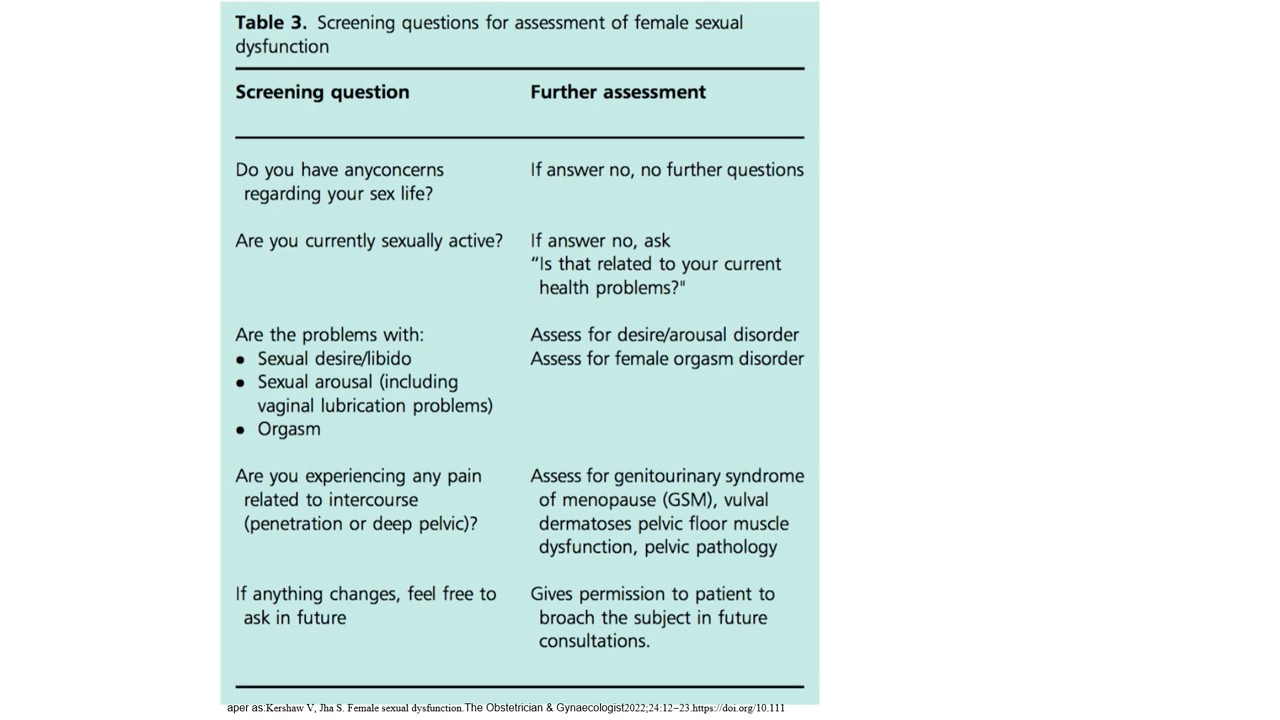 Table 3. Screening questions for assessment of female sexual
dysfunction
Screening question
Further assessment
Do you have anyconcerns
regarding your sex life?
If answer no, no further questions
Are you currently sexually active?
If answer no, ask
“Is that related to your current
health problems?"
Are the problems with:
• Sexual desire/libido
• Sexual arousal (including
vaginal lubrication problems)
• Orgasm
Assess for desire/arousal disorder
Assess for female orgasm disorder
Are you experiencing any pain
related to intercourse
(penetration or deep pelvic)?
Assess for genitourinary syndrome
of menopause (GSM), vulval
dermatoses pelvic floor muscle
dysfunction, pelvic pathology
If anything changes, feel free to
ask in future
Gives permission to patient to
broach the subject in future
consultations.
aper as:Kershaw V, Jha S. Female sexual dysfunction.The Obstetrician & Gynaecologist2022;24:12–23.https://doi.org/10.111